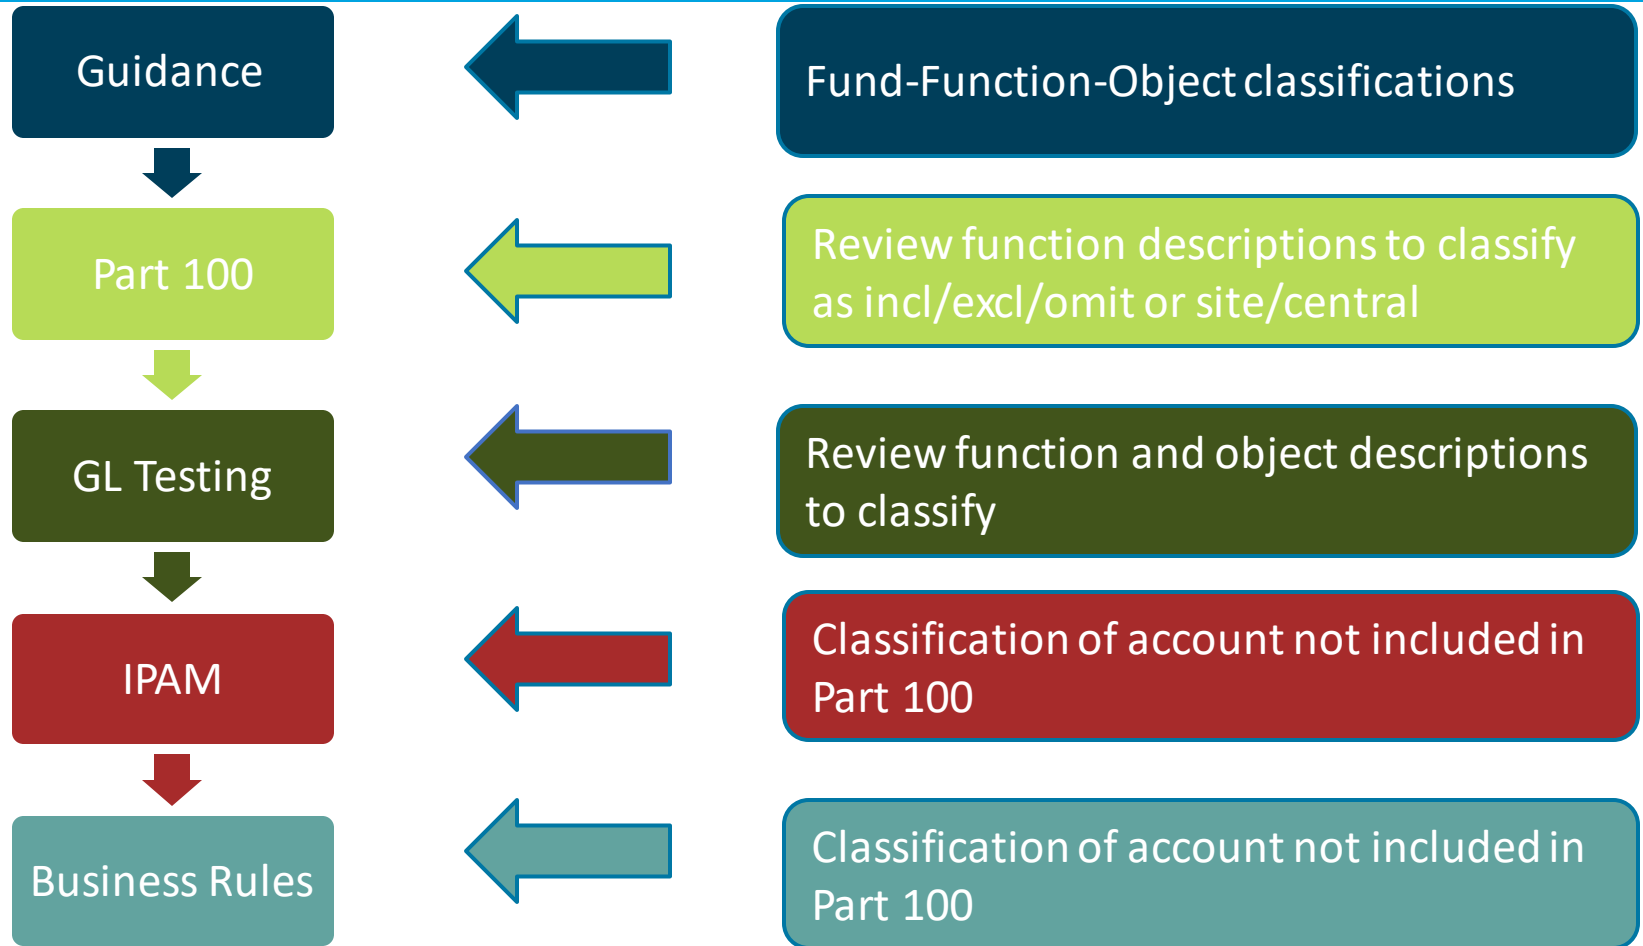 Guidance
Fund-Function-Object classifications
Part 100
Review function descriptions to classify
as incl/excl/omit or site/central
GL Testing
Review function and object descriptions
to classify
IPAM
Classification of account not included in
Part 100
Business Rules
Classification of account not included in
Part 100